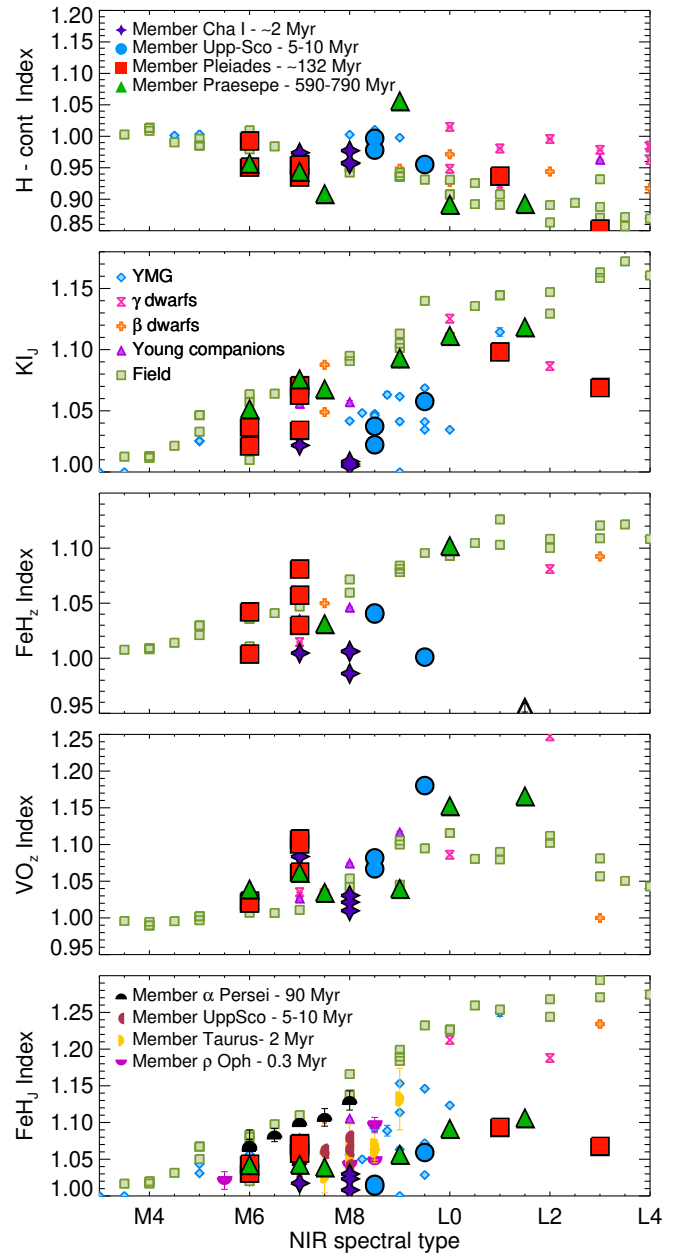 1.20
1.15
1.10
1.05
1.00
0.95
0.90
0.85
H - cont Index
Member Cha I - ~2 Myr
Member Upp-Sco - 5-10 Myr
Member Pleiades - ~132 Myr
Member Praesepe - 590-790 Myr
1.15
1.10
1.05
1.00
KI_J
YMG
γ dwarfs
β dwarfs
Young companions
Field
1.10
1.05
1.00
0.95
FeH_z Index
1.25
1.20
1.15
1.10
1.05
1.00
0.95
VO_z Index
1.25
1.20
1.15
1.10
1.05
1.00
FeH_J Index
Member α Persei - 90 Myr
Member UppSco - 5-10 Myr
Member Taurus- 2 Myr
Member ρ Oph - 0.3 Myr
M4 M6 M8 L0 L2 L4
NIR spectral type